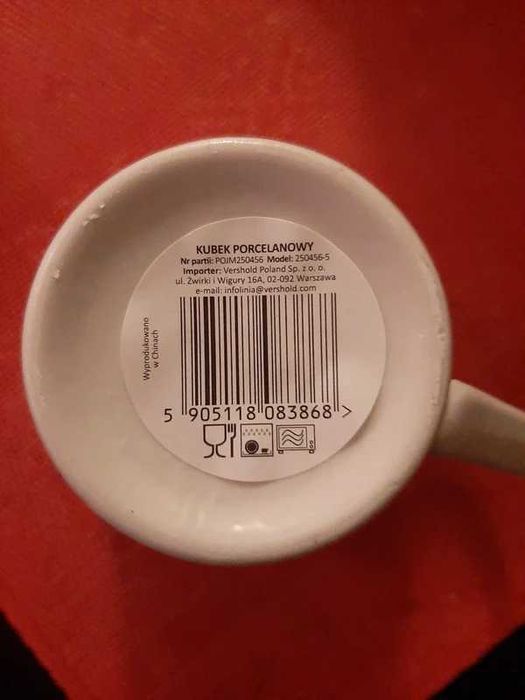 KUBEK PORCELANOWY
Nr partii: POJM250456 Model: 250456-5
Importer: Vershold Poland Sp. z o. o.
ul. Żwirki i Wigury 16A, 02-092 Warszawa
e-mail: infolinia@vershold.com
Wyprodukowano
w Chinach
5 905118 083868 >